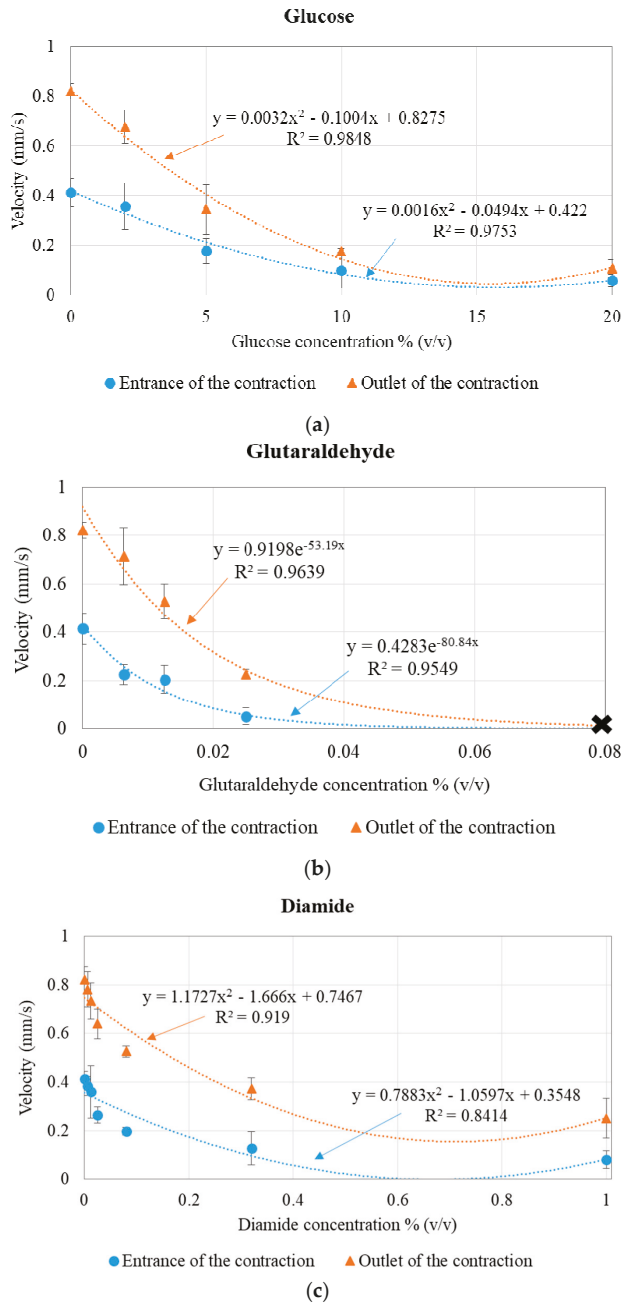 Glucose
1
0.8
0.6
0.4
0.2
0
Velocity (mm/s)
y = 0.0032x² - 0.1004x + 0.8275
R² = 0.9848
y = 0.0016x² - 0.0494x + 0.422
R² = 0.9753
0 5 10 15 20
Glucose concentration % (v/v)
Entrance of the contraction Outlet of the contraction
(a)
Glutaraldehyde
1
0.8
0.6
0.4
0.2
0
Velocity (mm/s)
y = 0.9198e^-53.19x
R² = 0.9639
y = 0.4283e^-80.84x
R² = 0.9549
0 0.02 0.04 0.06 0.08
Glutaraldehyde concentration % (v/v)
Entrance of the contraction Outlet of the contraction
(b)
Diamide
1
0.8
0.6
0.4
0.2
0
Velocity (mm/s)
y = 1.1727x² - 1.666x + 0.7467
R² = 0.919
y = 0.7883x² - 1.0597x + 0.3548
R² = 0.8414
0 0.2 0.4 0.6 0.8 1
Diamide concentration % (v/v)
Entrance of the contraction Outlet of the contraction
(c)